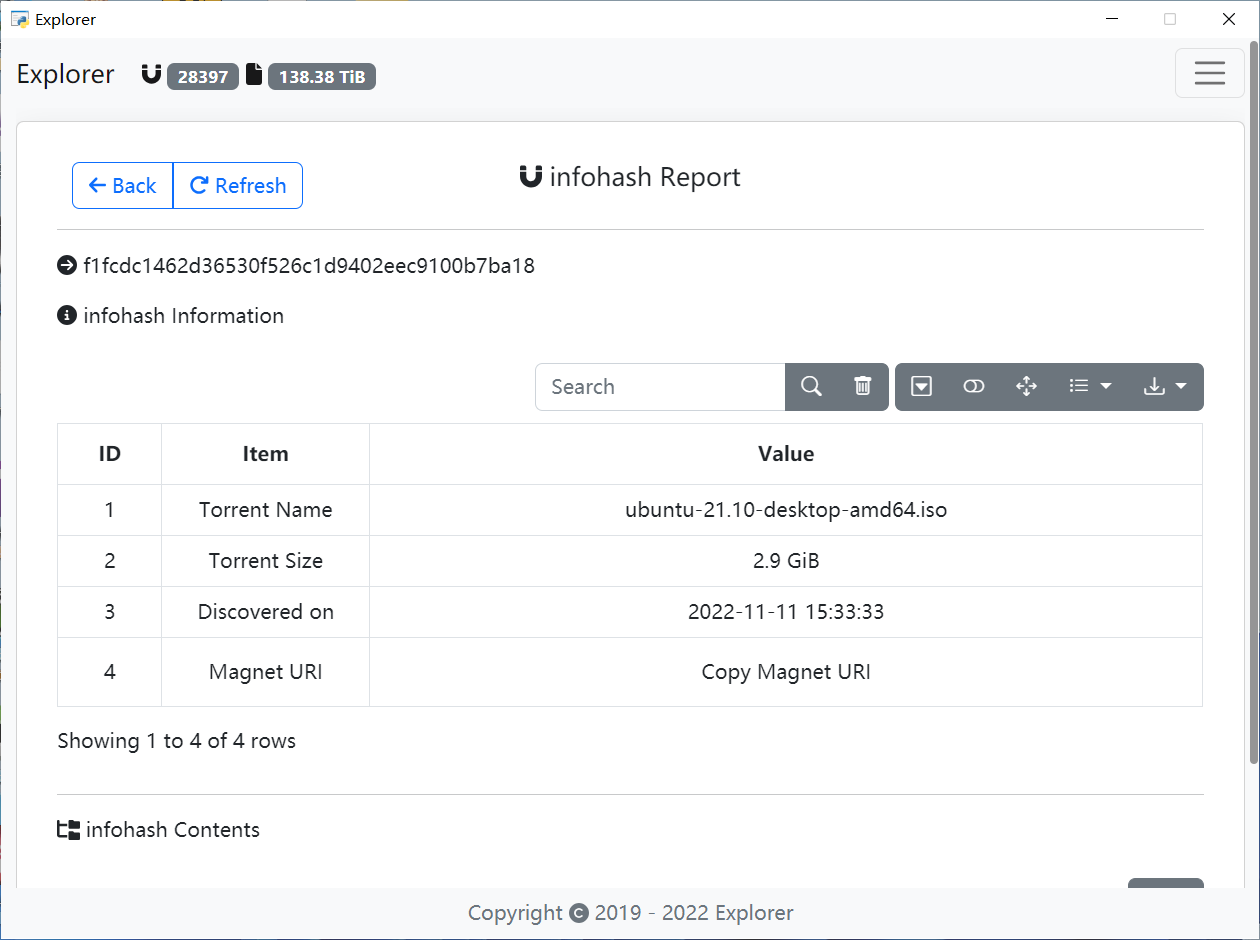 Explorer
Explorer 28397 138.38 TiB
Back Refresh
infohash Report
f1fcdc1462d36530f526c1d9402eec9100b7ba18
infohash Information
Search
ID Item Value
1 Torrent Name ubuntu-21.10-desktop-amd64.iso
2 Torrent Size 2.9 GiB
3 Discovered on 2022-11-11 15:33:33
4 Magnet URI Copy Magnet URI
Showing 1 to 4 of 4 rows
infohash Contents
Copyright © 2019 - 2022 Explorer